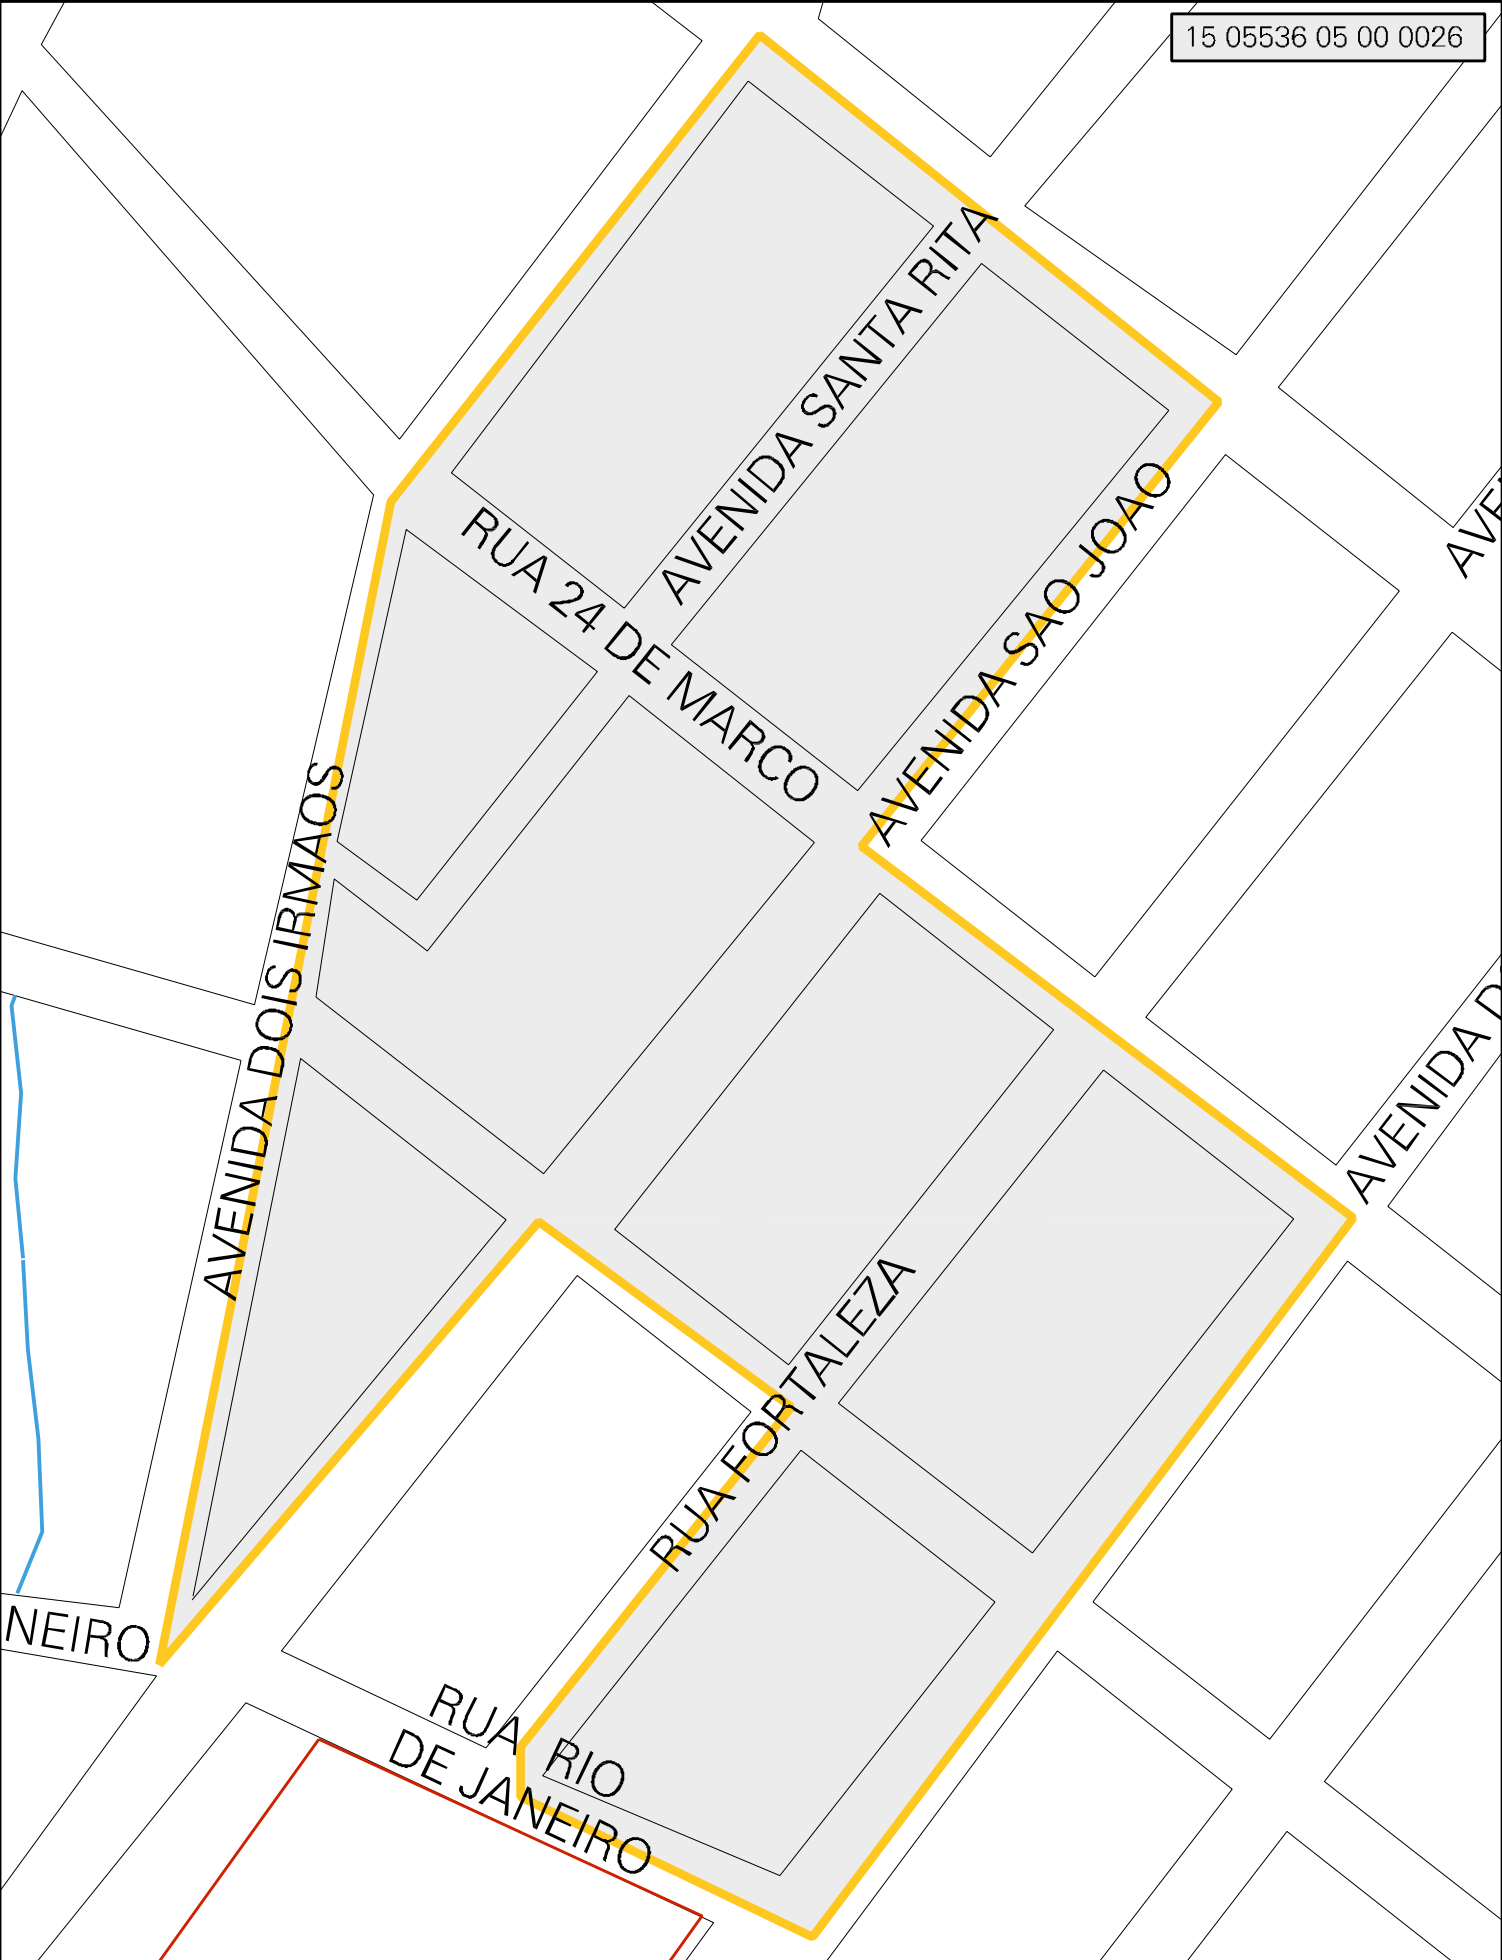 15 05536 05 00 0026
AVENIDA SANTA RITA
RUA 24 DE MARCO
AVENIDA SAO JOAO
AVE
AVENIDA DOIS IRMAOS
AVENIDA D
RUA FORTALEZA
NEIRO
RUA RIO
DE JANEIRO